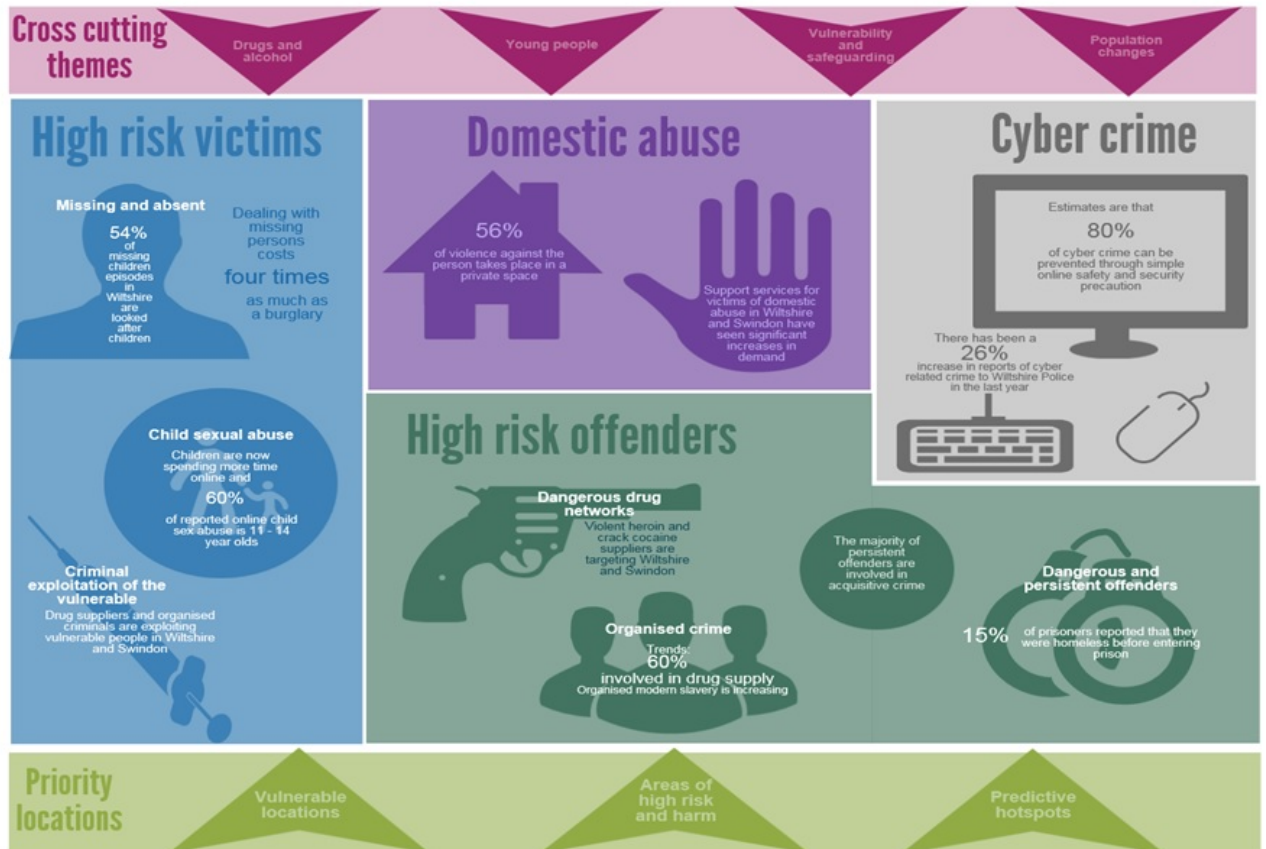 Cross cutting
themes
Drugs and
alcohol
Young people
Vulnerability
and
safeguarding
Population
changes
High risk victims
Missing and absent
54%
of
missing
children
episodes
in
Wiltshire
are
looked
after
children
Dealing with
missing
persons
costs
four times
as much as
a burglary
Child sexual abuse
Children are now
spending more time
online and
60%
of reported online child
sex abuse is 11 - 14
year olds
Criminal
exploitation of the
vulnerable
Drug suppliers and organised
criminals are exploiting
vulnerable people in Wiltshire
and Swindon
Domestic abuse
56%
of violence against the
person takes place in a
private space
Support services for
victims of domestic
abuse in Wiltshire
and Swindon have
seen significant
increases in
demand
Cyber crime
Estimates are that
80%
of cyber crime can be
prevented through simple
online safety and security
precaution
There has been a
26%
increase in reports of cyber
related crime to Wiltshire Police
in the last year
High risk offenders
Dangerous drug
networks
Violent heroin and
crack cocaine
suppliers are
targeting Wiltshire
and Swindon
Organised crime
Trends:
60%
involved in drug supply
Organised modern slavery is increasing
The majority of
persistent
offenders are
involved in
acquisitive crime
Dangerous and
persistent offenders
15%
of prisoners reported that they
were homeless before entering
prison
Priority
locations
Vulnerable
locations
Areas of
high risk
and harm
Predictive
hotspots